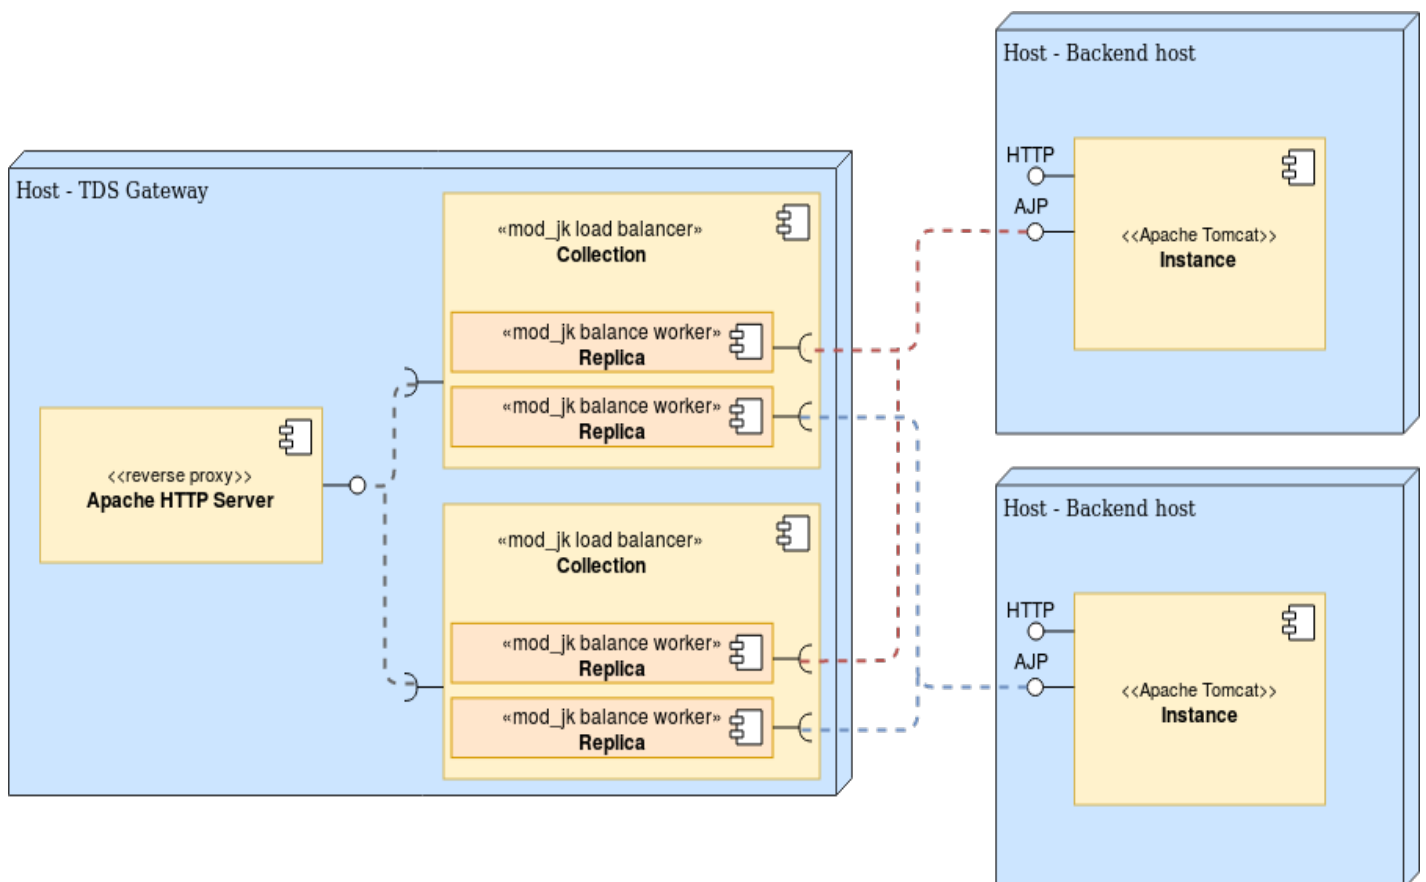 Host - TDS Gateway
<<reverse proxy>>
Apache HTTP Server
«mod_jk load balancer»
Collection
«mod_jk balance worker»
Replica
«mod_jk balance worker»
Replica
«mod_jk load balancer»
Collection
«mod_jk balance worker»
Replica
«mod_jk balance worker»
Replica
Host - Backend host
HTTP
AJP
<<Apache Tomcat>>
Instance
Host - Backend host
HTTP
AJP
<<Apache Tomcat>>
Instance